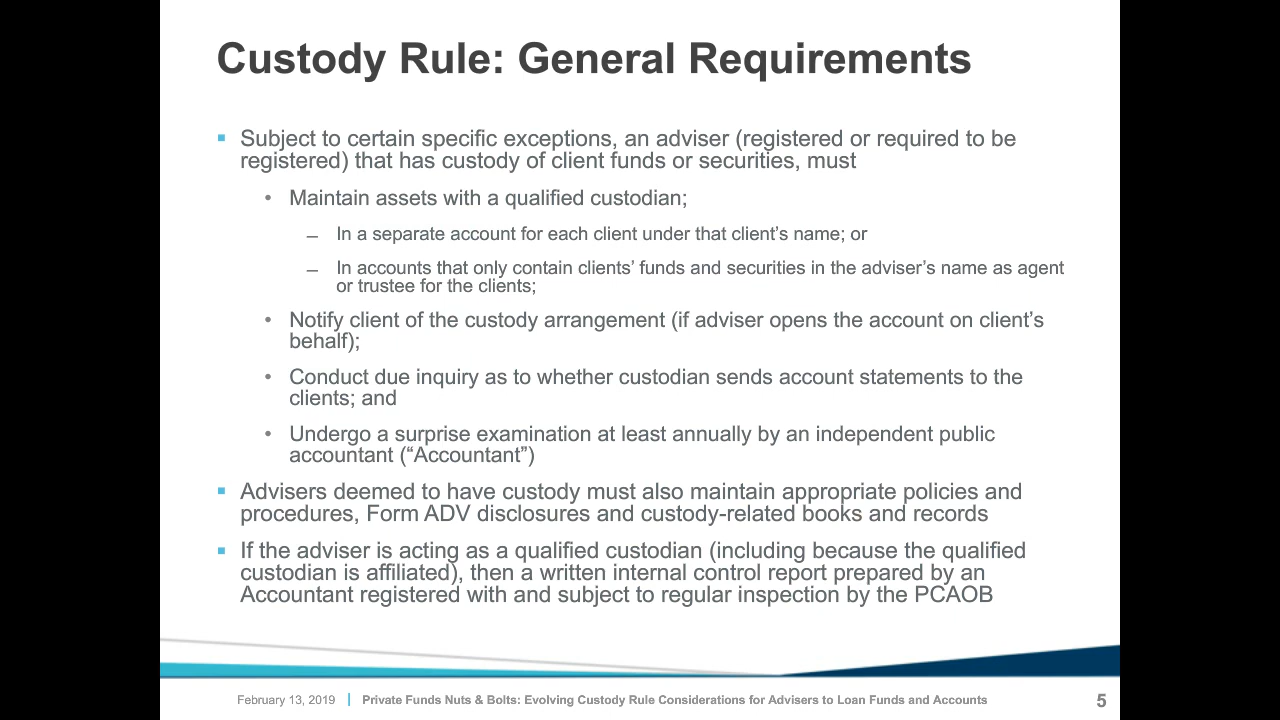 Custody Rule: General Requirements
▪ Subject to certain specific exceptions, an adviser (registered or required to be
registered) that has custody of client funds or securities, must
• Maintain assets with a qualified custodian;
– In a separate account for each client under that client’s name; or
– In accounts that only contain clients’ funds and securities in the adviser’s name as agent
or trustee for the clients;
• Notify client of the custody arrangement (if adviser opens the account on client’s
behalf);
• Conduct due inquiry as to whether custodian sends account statements to the
clients; and
• Undergo a surprise examination at least annually by an independent public
accountant (“Accountant”)
▪ Advisers deemed to have custody must also maintain appropriate policies and
procedures, Form ADV disclosures and custody-related books and records
▪ If the adviser is acting as a qualified custodian (including because the qualified
custodian is affiliated), then a written internal control report prepared by an
Accountant registered with and subject to regular inspection by the PCAOB
February 13, 2019 | Private Funds Nuts & Bolts: Evolving Custody Rule Considerations for Advisers to Loan Funds and Accounts 5